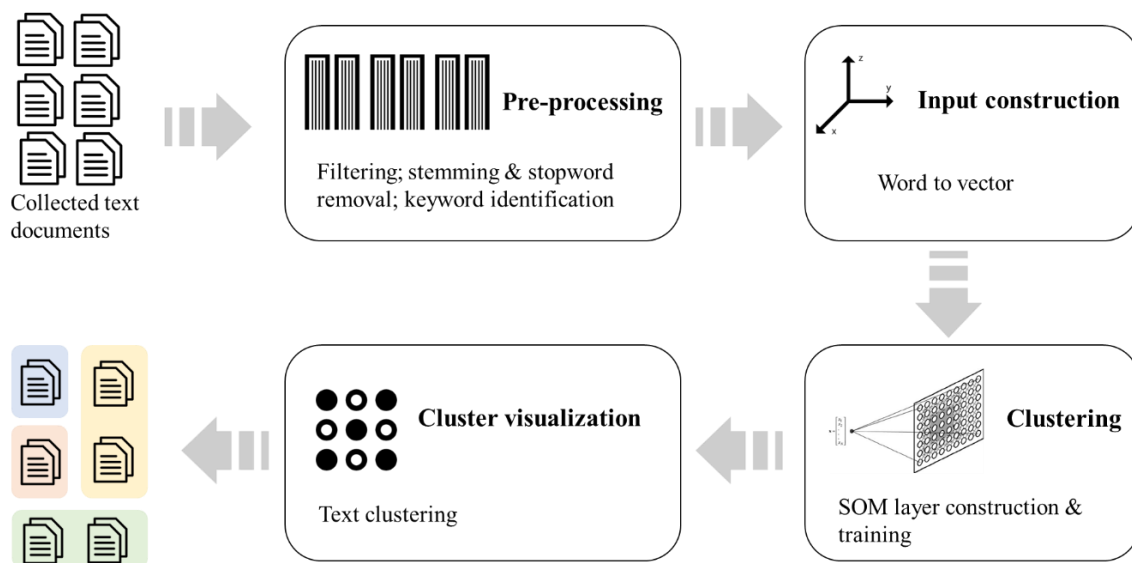 Collected text
documents
Pre-processing
Filtering; stemming & stopword
removal; keyword identification
z
y
x
Input construction
Word to vector
Clustering
SOM layer construction &
training
Cluster visualization
Text clustering